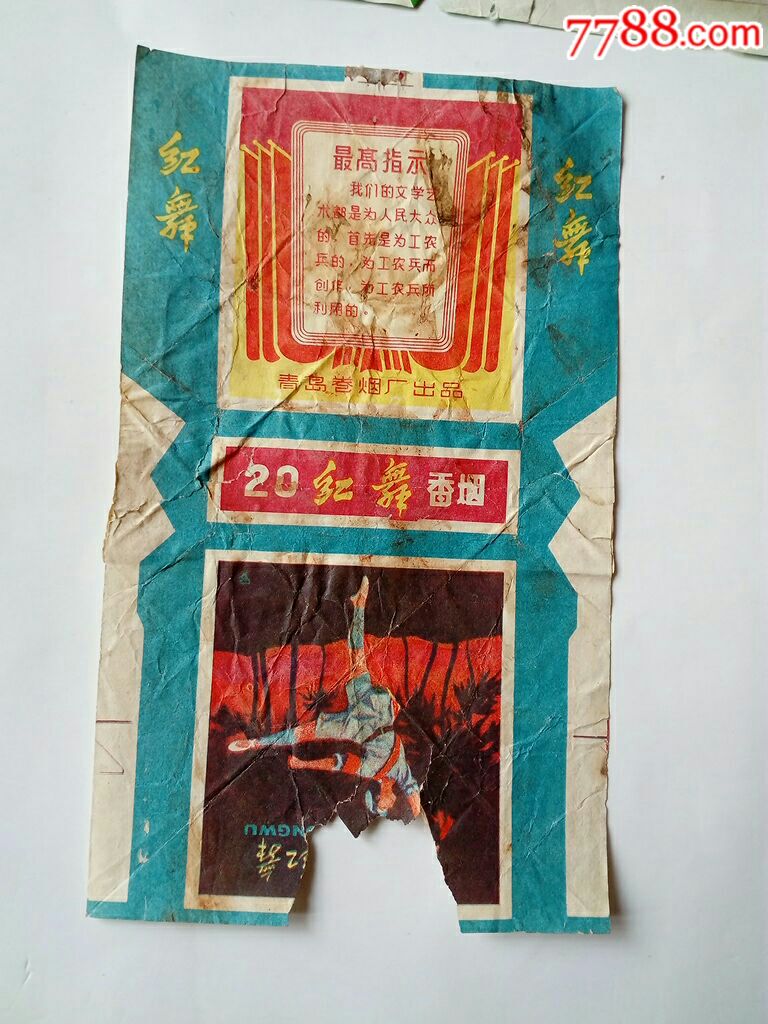 7788.com
红舞
红舞
最高指示
我们的文学艺
术都是为人民大众
的，首先是为工农
兵的，为工农兵而
创作，为工农兵所
利用的。
青岛卷烟厂出品
20 红舞 香烟
NGWU
红舞